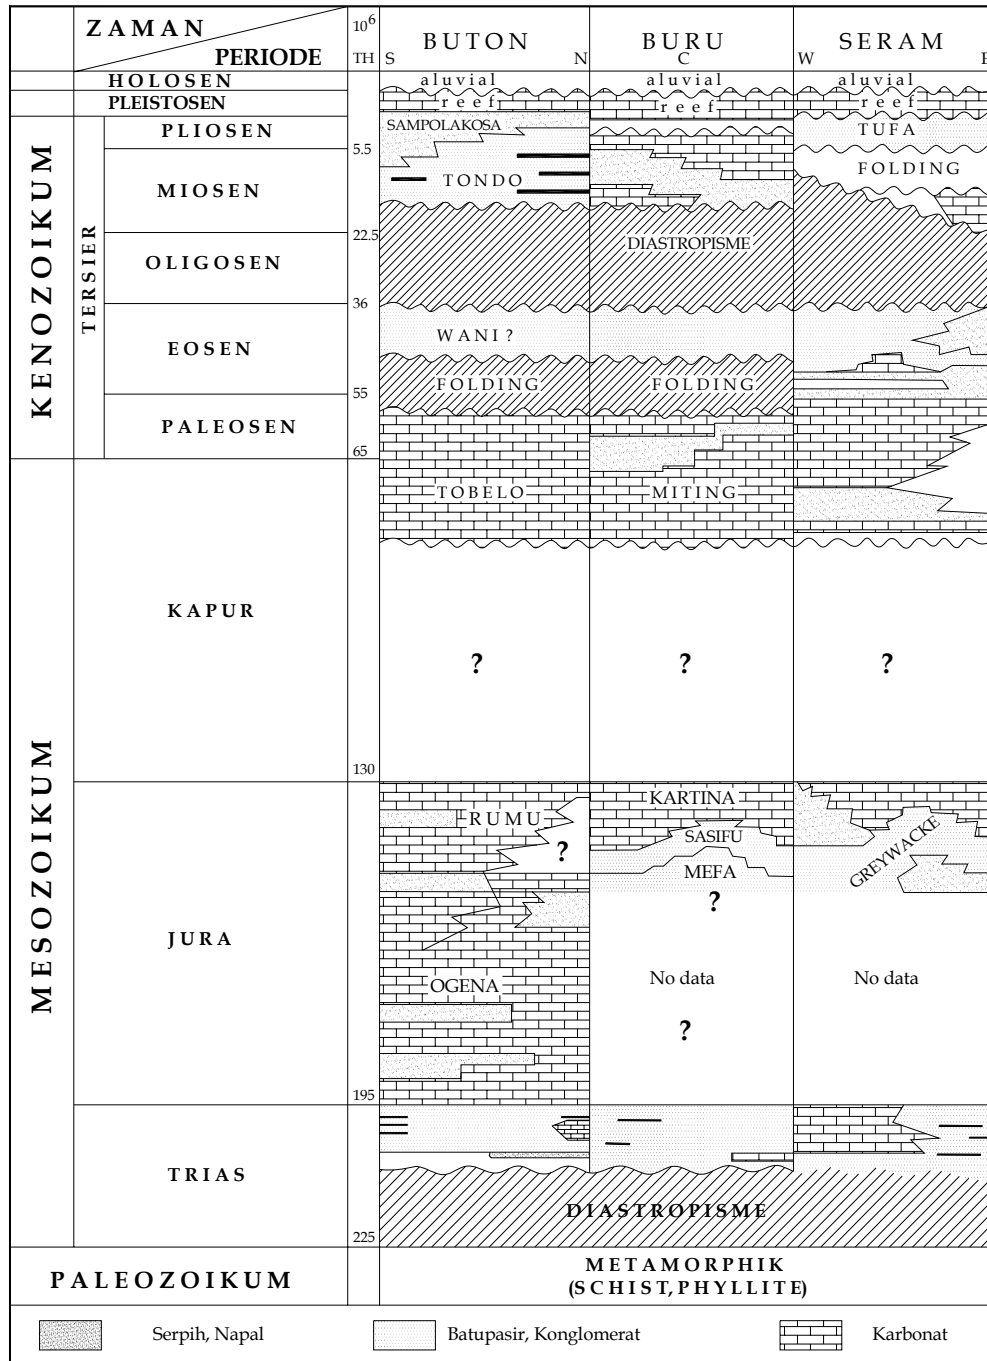 ZAMAN
PERIODE
10⁶
TH
BUTON
S N
BURU
C
SERAM
W E
KENOZOIKUM
TERSIER
HOLOSEN
aluvial aluvial aluvial
PLEISTOSEN
reef reef reef
PLIOSEN
SAMPOLAKOSA
TUFA
5.5
FOLDING
MIOSEN
TONDO
22.5
DIASTROPISME
OLIGOSEN
36
WANI ?
EOSEN
FOLDING FOLDING
55
PALEOSEN
65
MESOZOIKUM
TOBELO MITING
KAPUR
? ? ?
130
KARTINA
RUMU
SASIFU
GREYWACKE
?
MEFA
?
JURA
No data No data
OGENA
?
195
TRIAS
DIASTROPISME
225
PALEOZOIKUM
METAMORPHIK
(SCHIST, PHYLLITE)
Serpih, Napal
Batupasir, Konglomerat
Karbonat